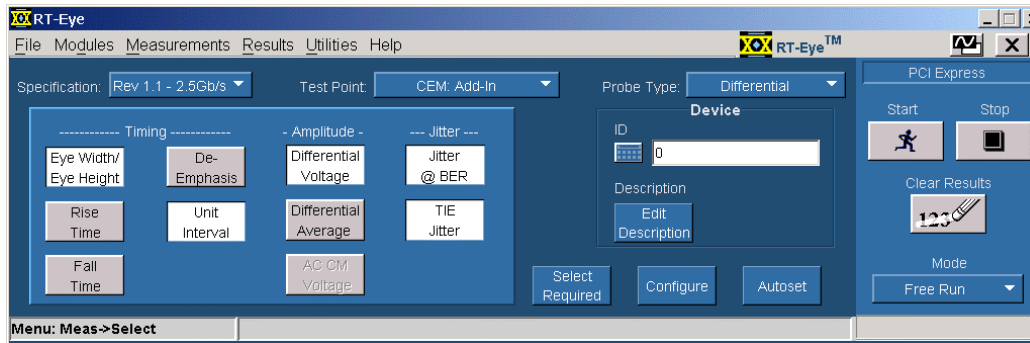 RT-Eye
File Modules Measurements Results Utilities Help
RT-Eye™
Specification: Rev 1.1 - 2.5Gb/s
Test Point: CEM: Add-In
Probe Type: Differential
------------ Timing ------------
- Amplitude -
--- Jitter ---
Eye Width/
Eye Height
De-
Emphasis
Differential
Voltage
Jitter
@ BER
Rise
Time
Unit
Interval
Differential
Average
TIE
Jitter
Fall
Time
AC CM
Voltage
Device
ID
0
Description
Edit
Description
Select
Required
Configure
Autoset
PCI Express
Start
Stop
Clear Results
123
Mode
Free Run
Menu: Meas->Select